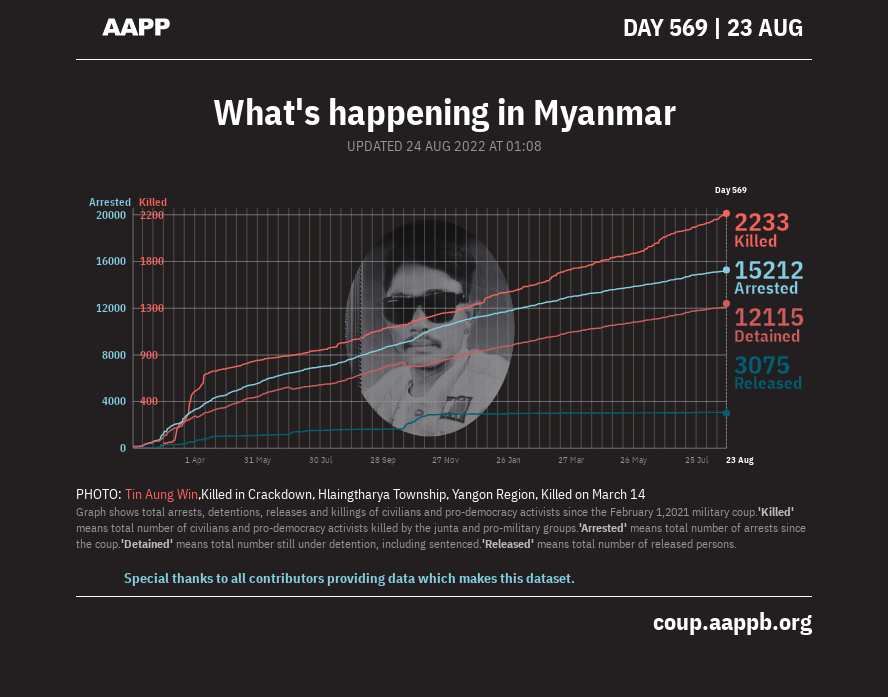 AAPP
DAY 569 | 23 AUG
What's happening in Myanmar
UPDATED 24 AUG 2022 AT 01:08
Day 569
Arrested Killed
20000 2200
16000 1800
12000 1300
8000 900
4000 400
0
2233
Killed
15212
Arrested
12115
Detained
3075
Released
1 Apr 31 May 30 Jul 28 Sep 27 Nov 26 Jan 27 Mar 26 May 25 Jul 23 Aug
PHOTO: Tin Aung Win,Killed in Crackdown, Hlaingtharya Township, Yangon Region, Killed on March 14
Graph shows total arrests, detentions, releases and killings of civilians and pro-democracy activists since the February 1,2021 military coup.'Killed'
means total number of civilians and pro-democracy activists killed by the junta and pro-military groups.'Arrested' means total number of arrests since
the coup.'Detained' means total number still under detention, including sentenced.'Released' means total number of released persons.
Special thanks to all contributors providing data which makes this dataset.
coup.aappb.org